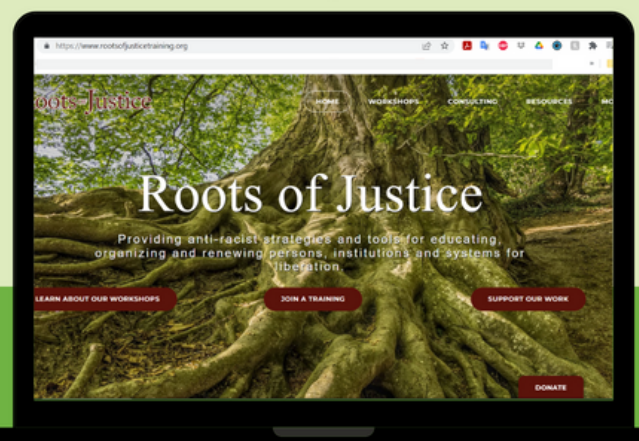 https://www.rootsofjusticetraining.org
oots of Justice
HOME WORKSHOPS CONSULTING RESOURCES MO
Roots of Justice
Providing anti-racist strategies and tools for educating,
organizing and renewing persons, institutions and systems for
liberation.
LEARN ABOUT OUR WORKSHOPS JOIN A TRAINING SUPPORT OUR WORK
DONATE